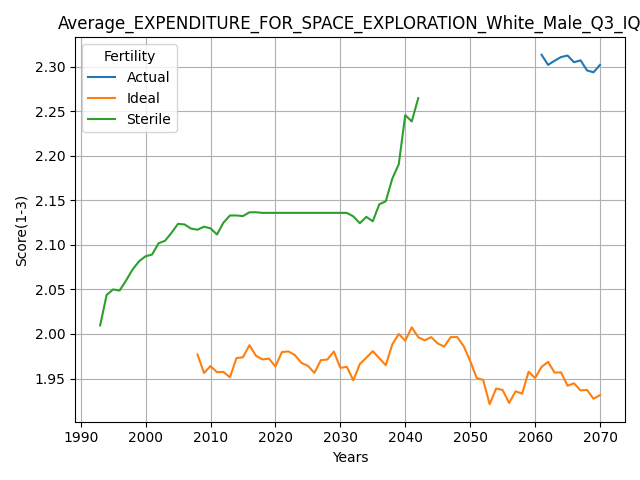 Average_EXPENDITURE_FOR_SPACE_EXPLORATION_White_Male_Q3_IQ
Fertility
Actual
Ideal
Sterile
Score(1-3)
2.30
2.25
2.20
2.15
2.10
2.05
2.00
1.95
1990 2000 2010 2020 2030 2040 2050 2060 2070
Years